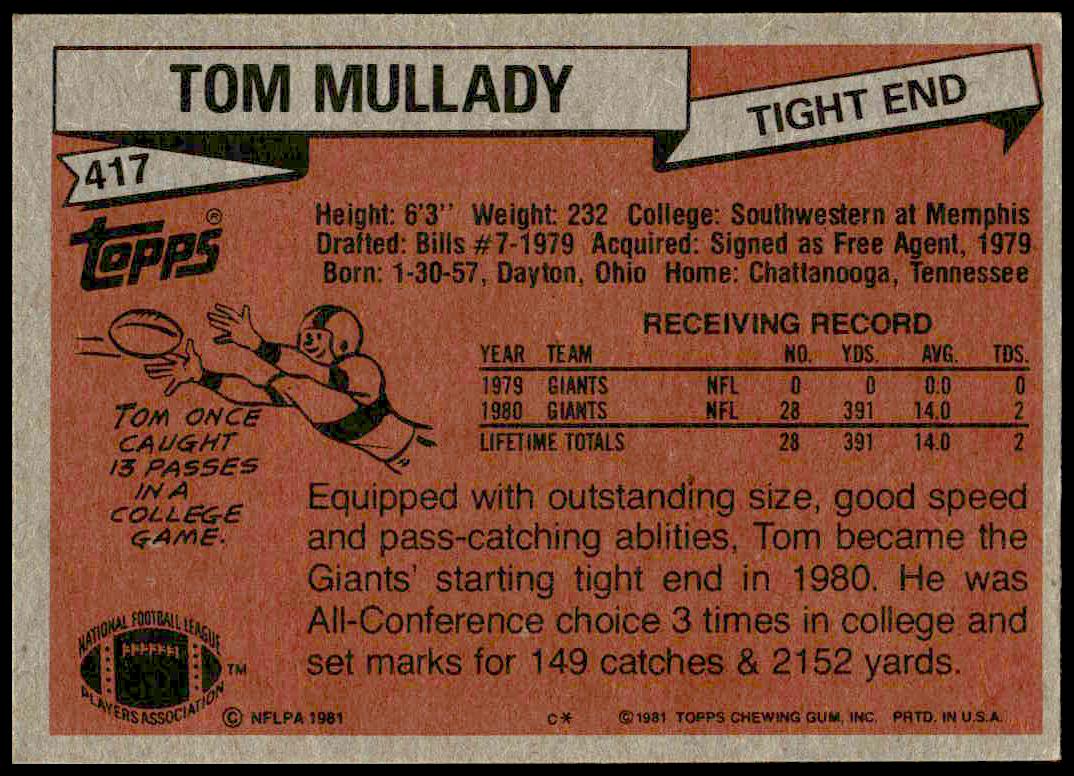 TOM MULLADY
TIGHT END
417
Topps®
Height: 6'3" Weight: 232 College: Southwestern at Memphis
Drafted: Bills #7-1979 Acquired: Signed as Free Agent, 1979
Born: 1-30-57, Dayton, Ohio Home: Chattanooga, Tennessee
RECEIVING RECORD
YEAR TEAM NO. YDS. AVG. TDS.
1979 GIANTS NFL 0 0 0.0 0
1980 GIANTS NFL 28 391 14.0 2
LIFETIME TOTALS 28 391 14.0 2
TOM ONCE
CAUGHT
13 PASSES
IN A
COLLEGE
GAME.
Equipped with outstanding size, good speed
and pass-catching ablities, Tom became the
Giants' starting tight end in 1980. He was
All-Conference choice 3 times in college and
set marks for 149 catches & 2152 yards.
NATIONAL FOOTBALL LEAGUE
PLAYERS ASSOCIATION
TM
© NFLPA 1981
C*
© 1981 TOPPS CHEWING GUM, INC. PRTD. IN U.S.A.